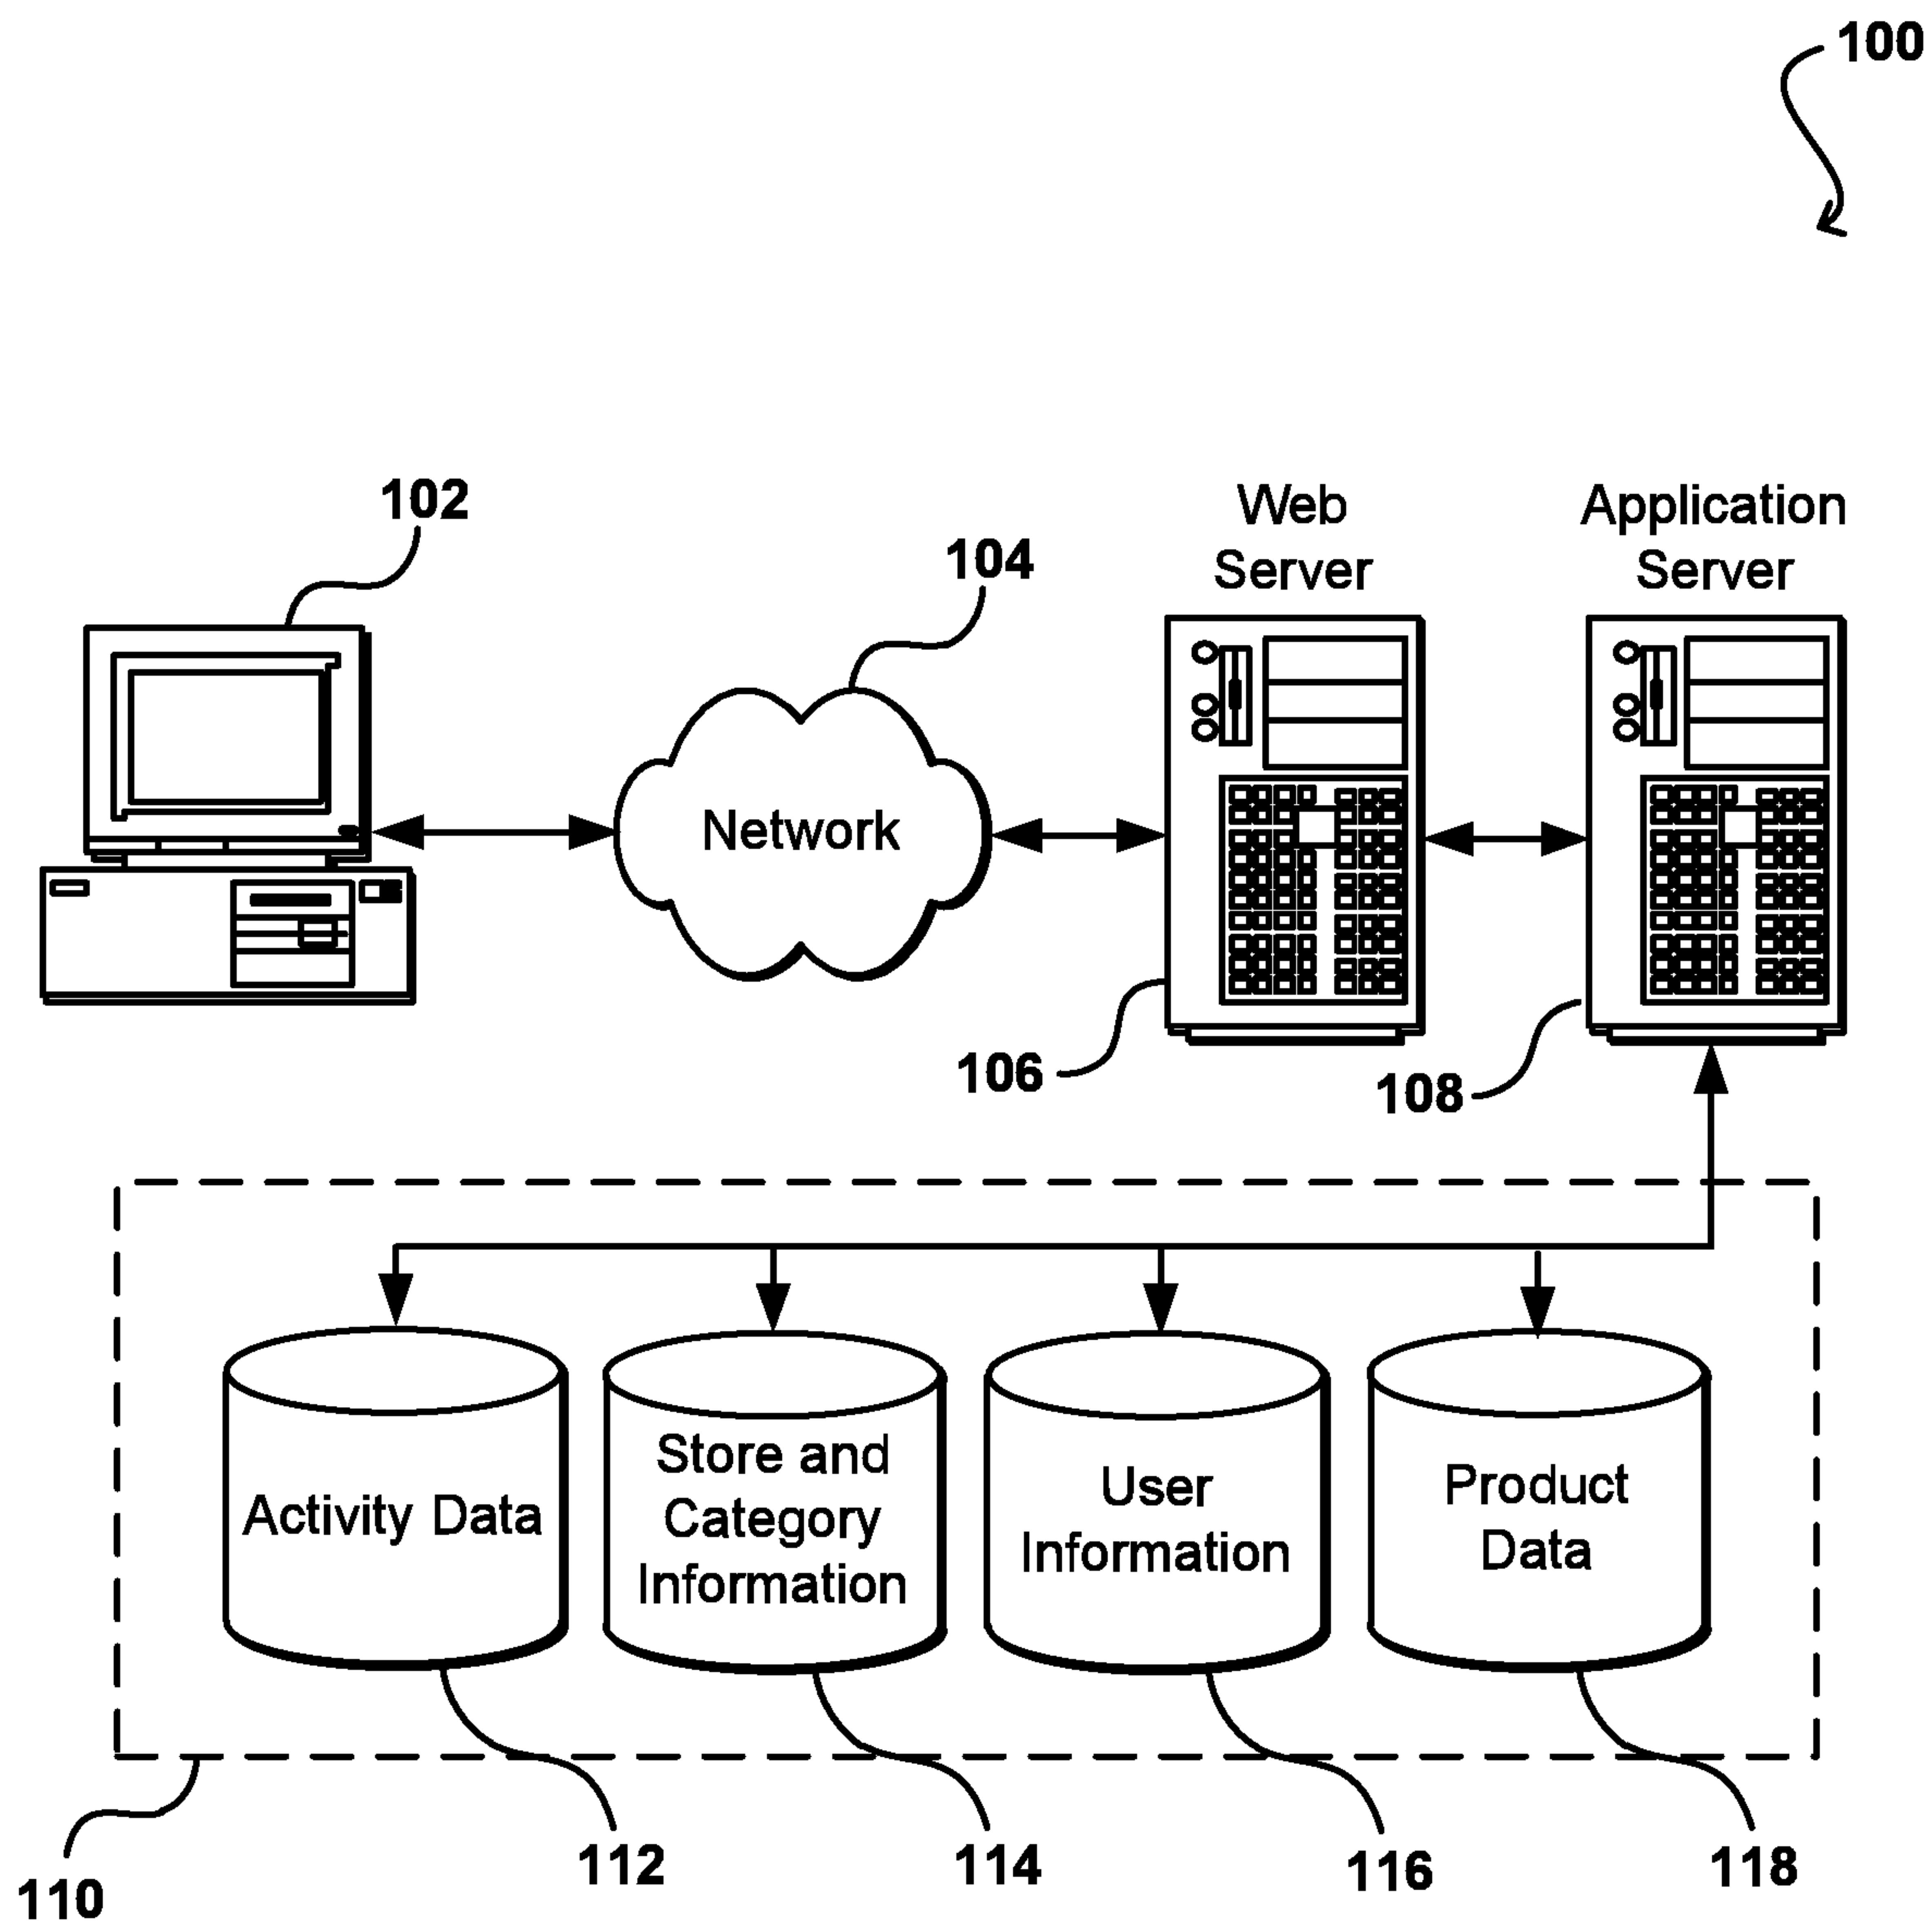 100
102
104
Web
Server
Application
Server
Network
106
108
Activity Data
Store and
Category
Information
User
Information
Product
Data
110
112
114
116
118